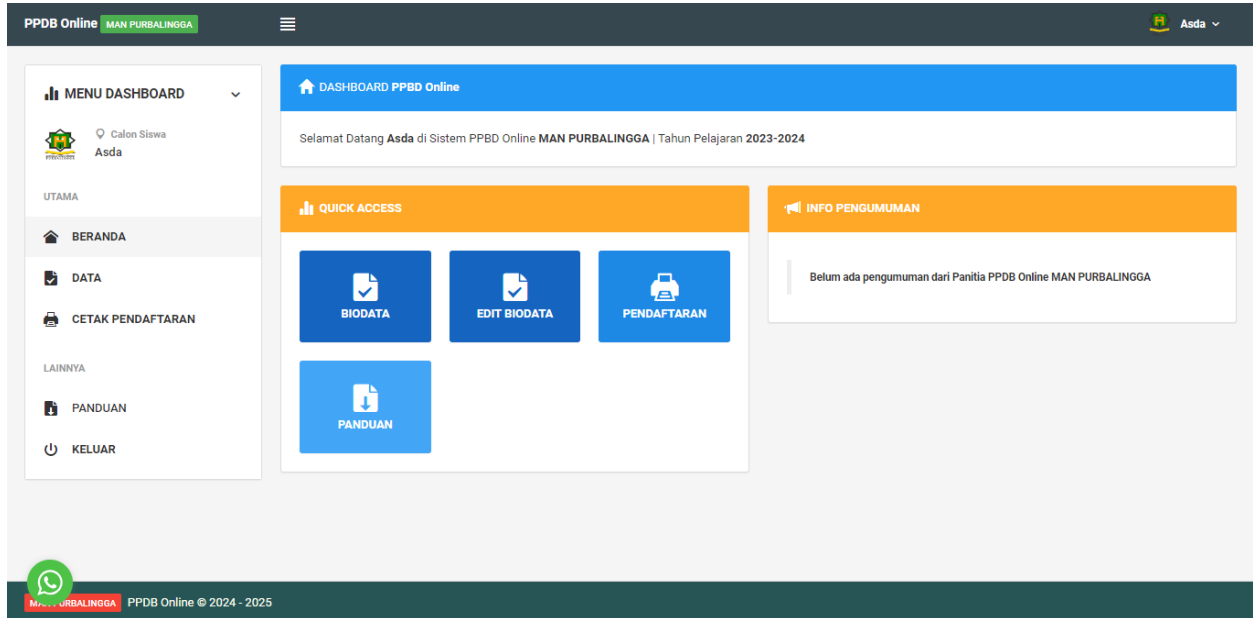 PPDB Online MAN PURBALINGGA
Asda
MENU DASHBOARD
Calon Siswa
Asda
UTAMA
BERANDA
DATA
CETAK PENDAFTARAN
LAINNYA
PANDUAN
KELUAR
DASHBOARD PPBD Online
Selamat Datang Asda di Sistem PPBD Online MAN PURBALINGGA | Tahun Pelajaran 2023-2024
QUICK ACCESS
BIODATA
EDIT BIODATA
PENDAFTARAN
PANDUAN
INFO PENGUMUMAN
Belum ada pengumuman dari Panitia PPDB Online MAN PURBALINGGA
MAN PURBALINGGA PPDB Online © 2024 - 2025